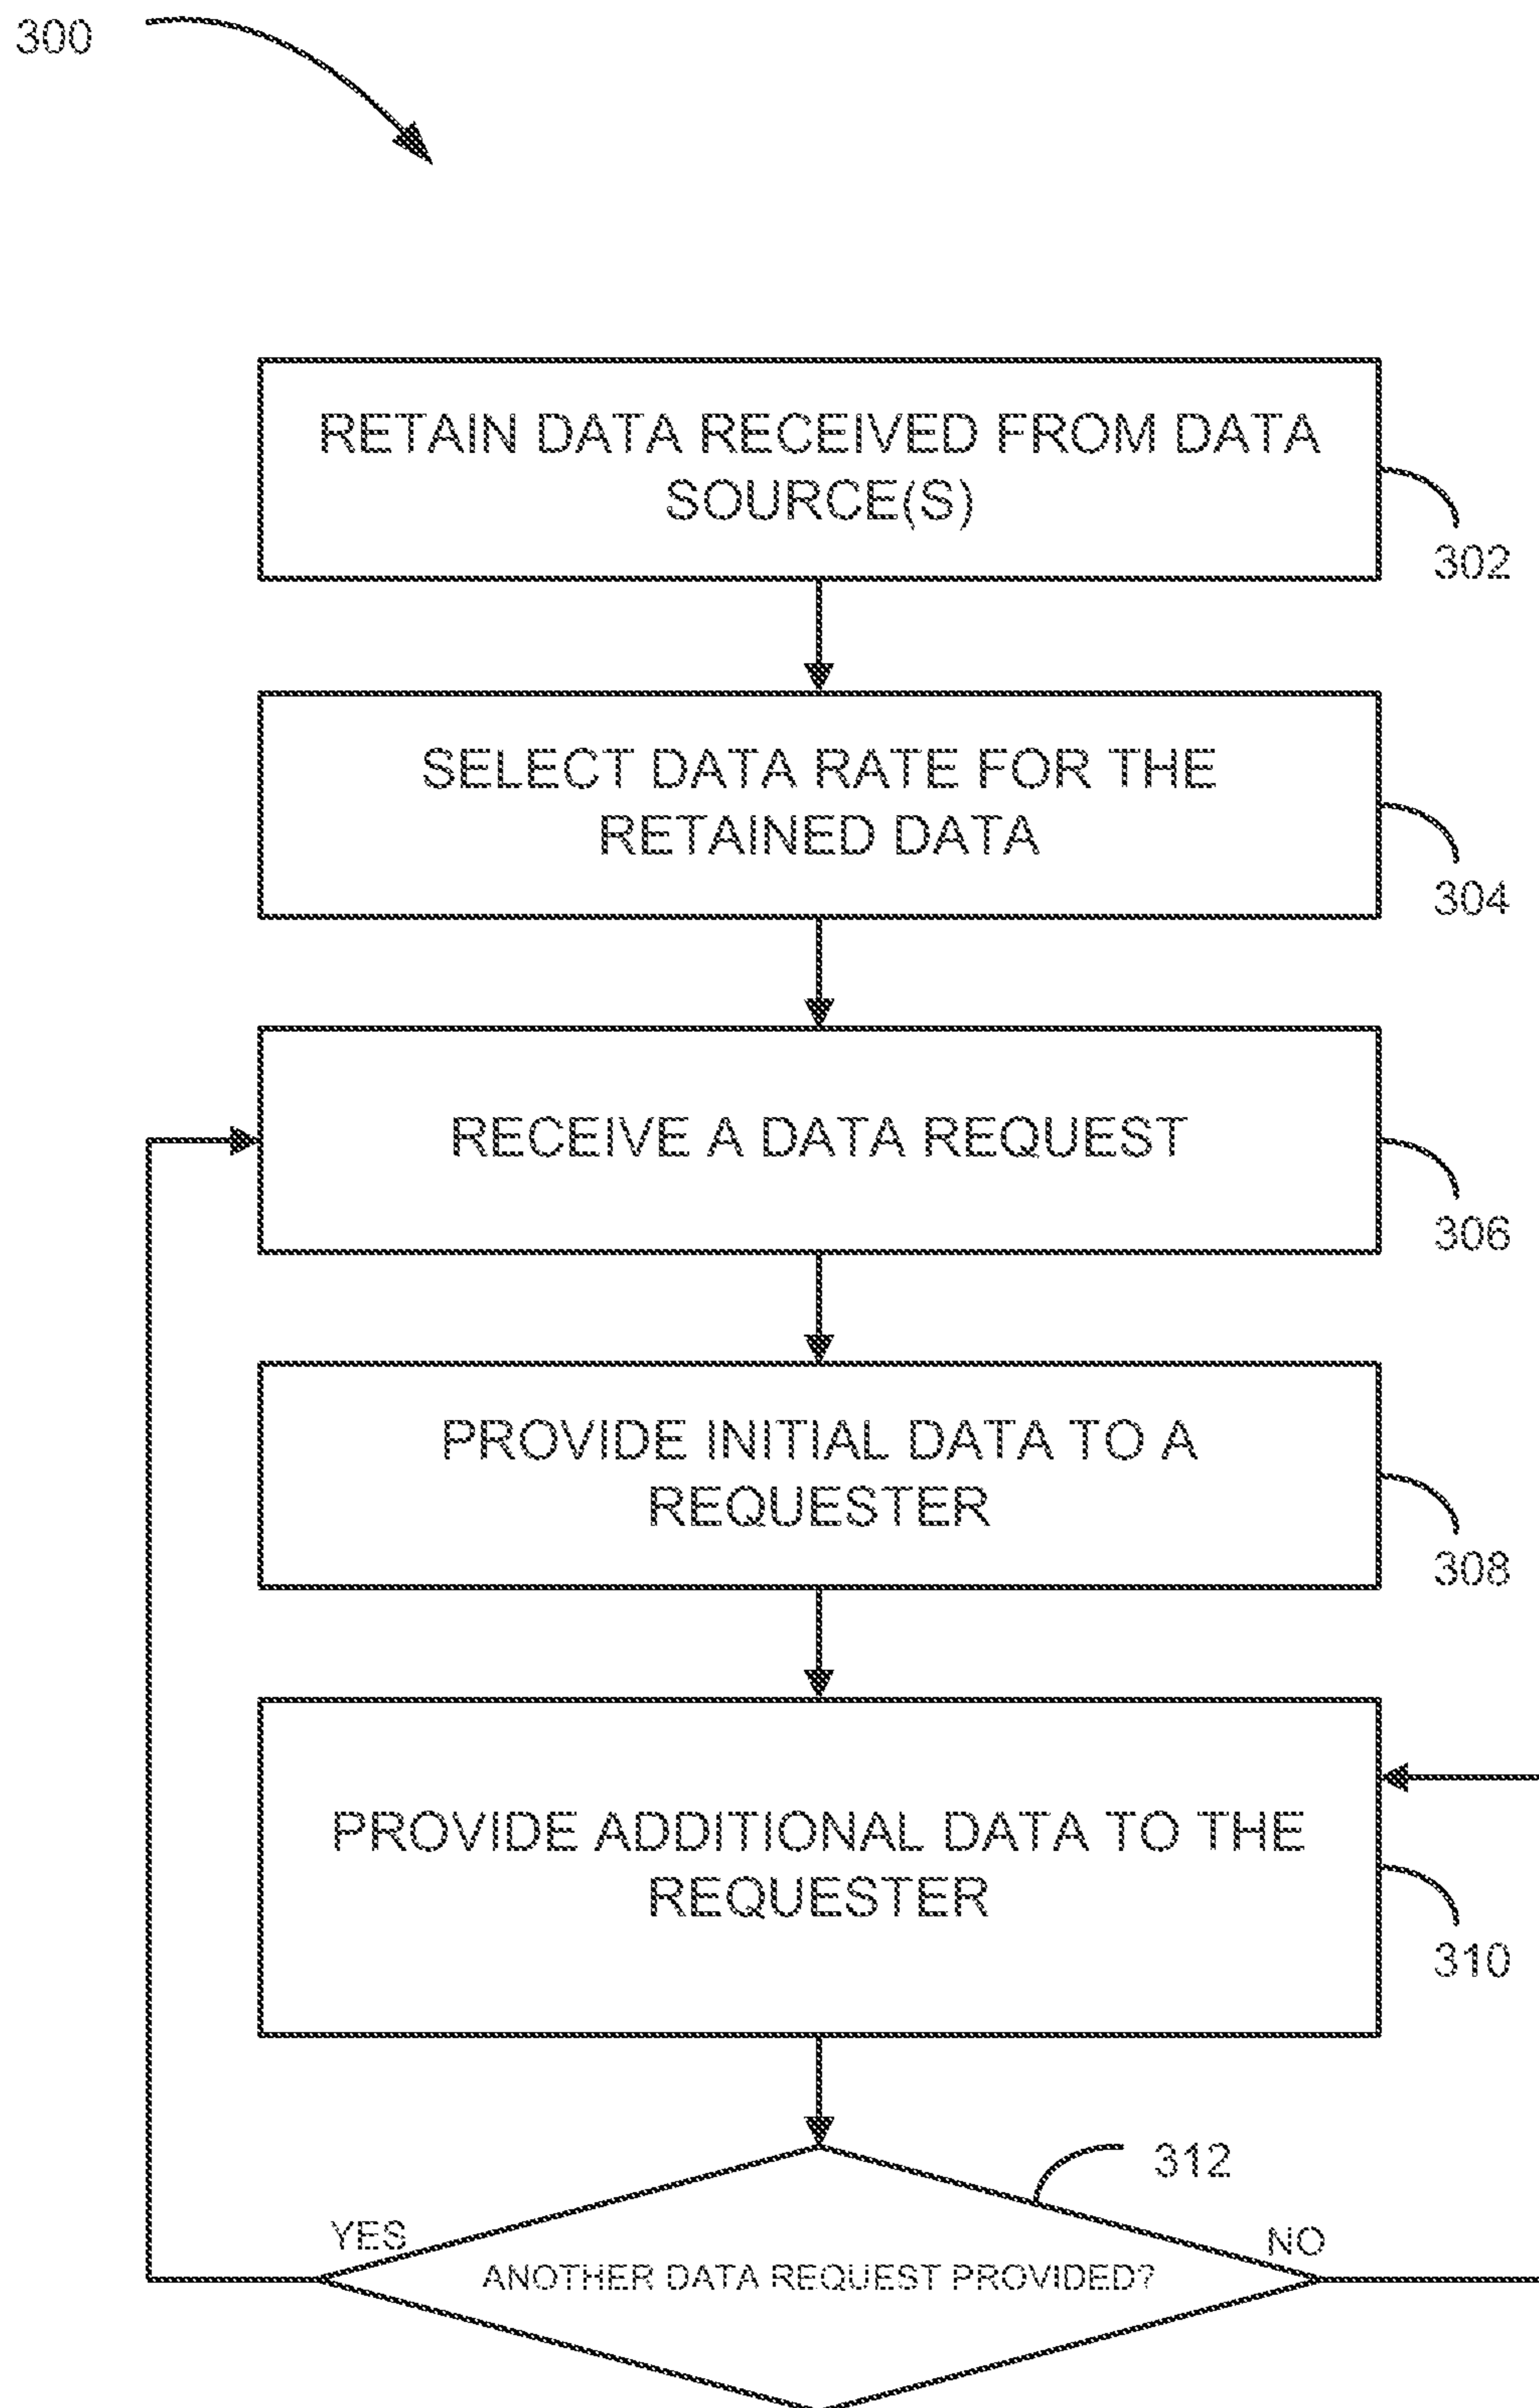 300
RETAIN DATA RECEIVED FROM DATA
SOURCE(S)
302
SELECT DATA RATE FOR THE
RETAINED DATA
304
RECEIVE A DATA REQUEST
306
PROVIDE INITIAL DATA TO A
REQUESTER
308
PROVIDE ADDITIONAL DATA TO THE
REQUESTER
310
312
YES
NO
ANOTHER DATA REQUEST PROVIDED?